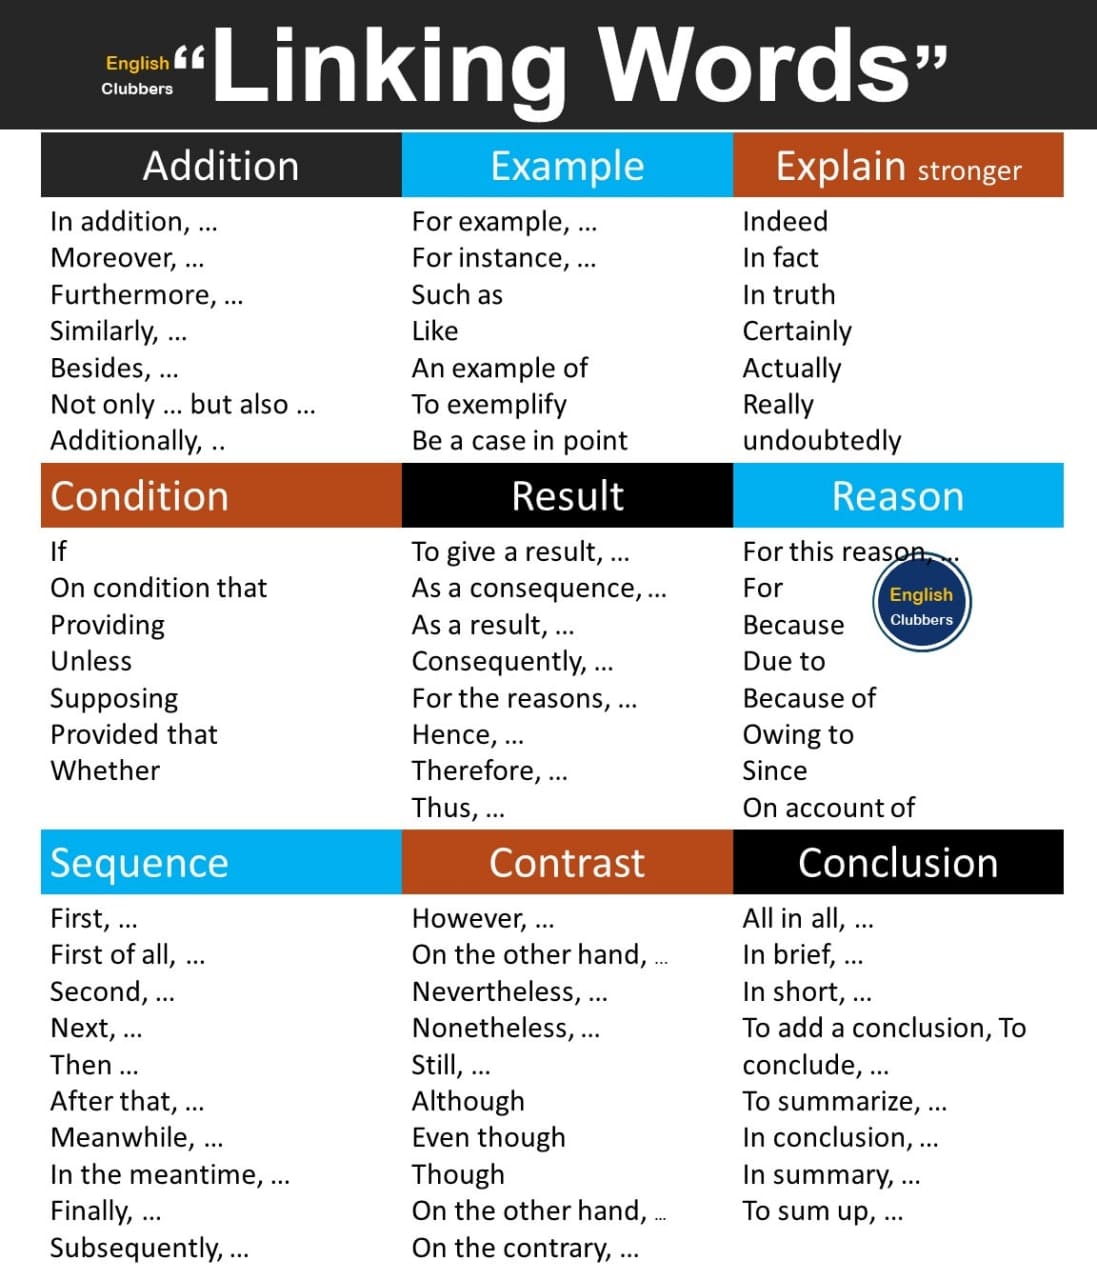 English
Clubbers
“Linking Words”
Addition
In addition, ...
Moreover, ...
Furthermore, ...
Similarly, ...
Besides, ...
Not only ... but also ...
Additionally, ..
Example
For example, ...
For instance, ...
Such as
Like
An example of
To exemplify
Be a case in point
Explain stronger
Indeed
In fact
In truth
Certainly
Actually
Really
undoubtedly
Condition
If
On condition that
Providing
Unless
Supposing
Provided that
Whether
Result
To give a result, ...
As a consequence, ...
As a result, ...
Consequently, ...
For the reasons, ...
Hence, ...
Therefore, ...
Thus, ...
Reason
For this reason, ...
For
Because
Due to
Because of
Owing to
Since
On account of
English
Clubbers
Sequence
First, ...
First of all, ...
Second, ...
Next, ...
Then ...
After that, ...
Meanwhile, ...
In the meantime, ...
Finally, ...
Subsequently, ...
Contrast
However, ...
On the other hand, ...
Nevertheless, ...
Nonetheless, ...
Still, ...
Although
Even though
Though
On the other hand, ...
On the contrary, ...
Conclusion
All in all, ...
In brief, ...
In short, ...
To add a conclusion, To
conclude, ...
To summarize, ...
In conclusion, ...
In summary, ...
To sum up, ...